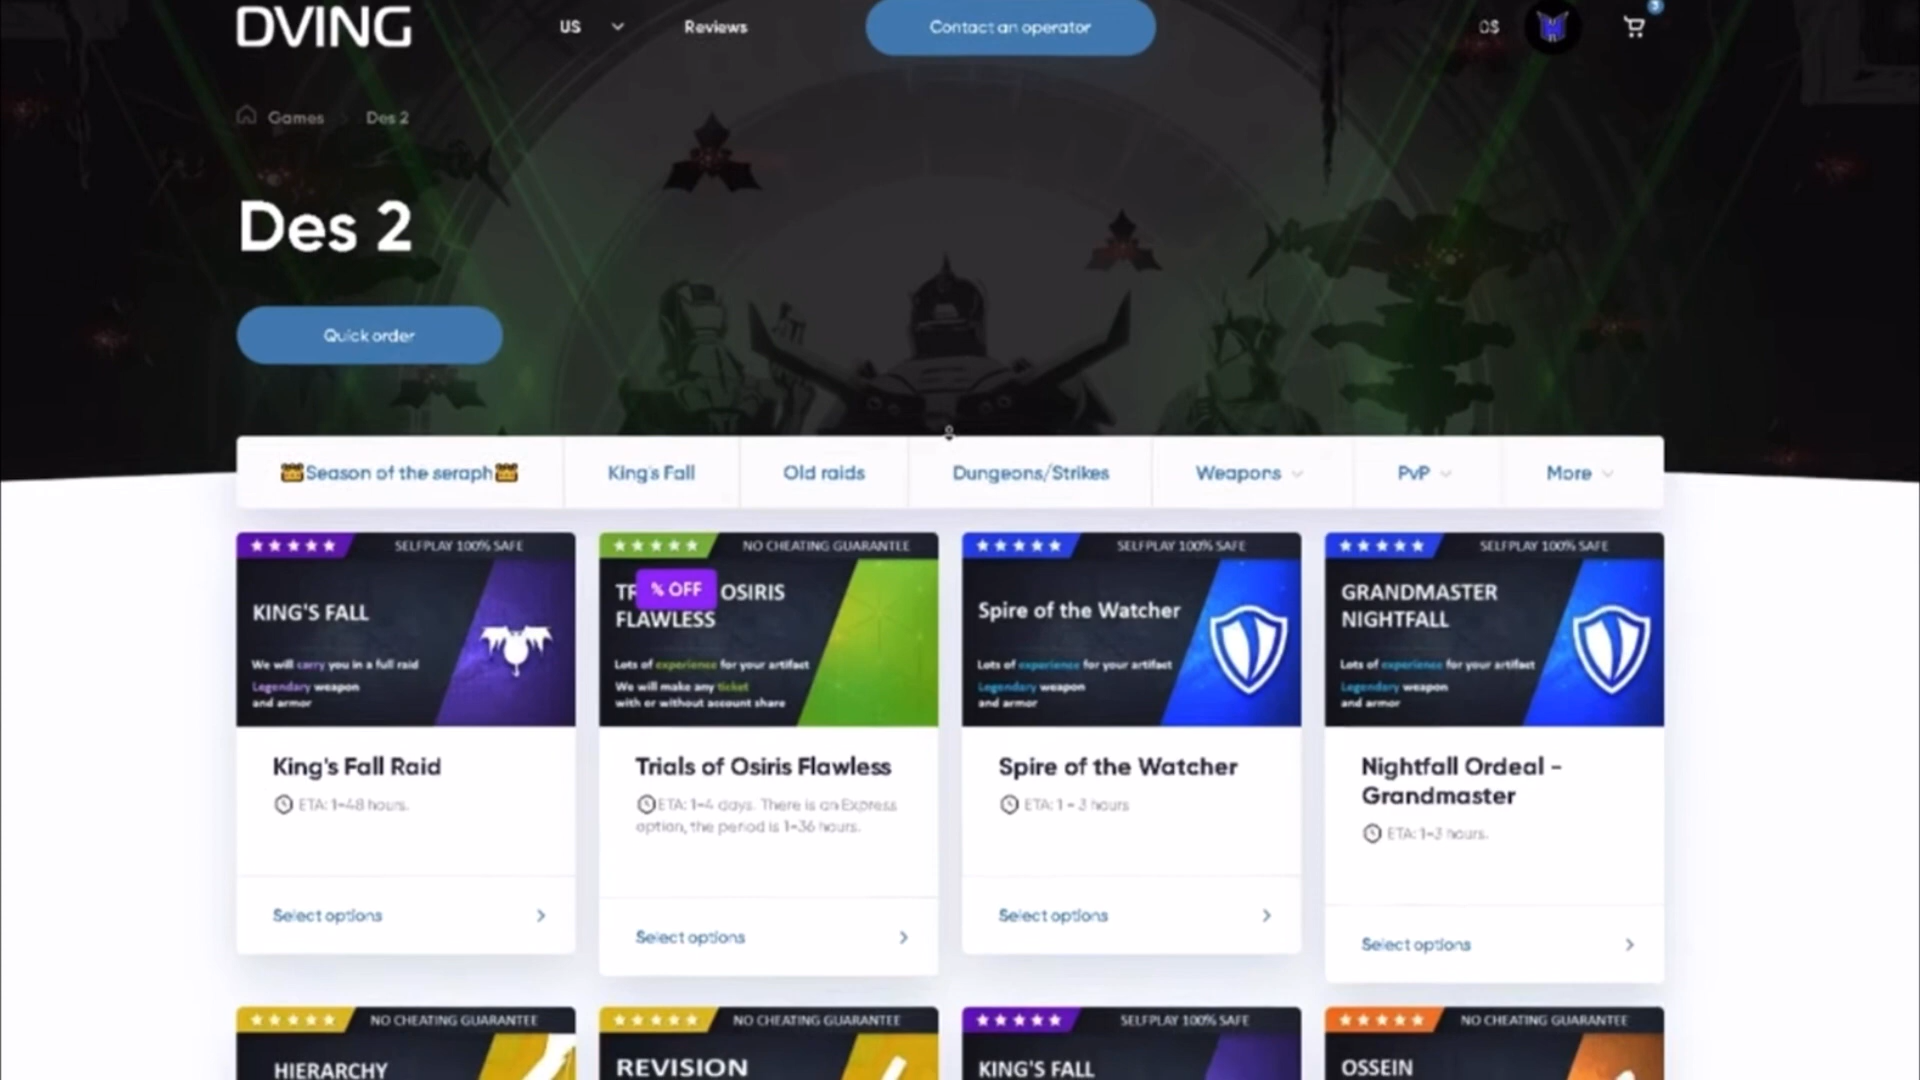 DVING
US
Reviews
Contact an operator
0$
3
Games
Des 2
Des 2
Quick order
Season of the seraph
King's Fall
Old raids
Dungeons/Strikes
Weapons
PvP
More
SELFPLAY 100% SAFE
KING'S FALL
We will carry you in a full raid
Legendary weapon
and armor
King's Fall Raid
ETA: 1-48 hours.
Select options
NO CHEATING GUARANTEE
% OFF
OSIRIS
FLAWLESS
Lots of experience for your artifact
We will make any ticket
with or without account share
Trials of Osiris Flawless
ETA: 1-4 days. There is an Express
option, the period is 1-36 hours.
Select options
SELFPLAY 100% SAFE
Spire of the Watcher
Lots of experience for your artifact
Legendary weapon
and armor
Spire of the Watcher
ETA: 1 - 3 hours
Select options
SELFPLAY 100% SAFE
GRANDMASTER
NIGHTFALL
Lots of experience for your artifact
Legendary weapon
and armor
Nightfall Ordeal -
Grandmaster
ETA: 1-3 hours.
Select options
NO CHEATING GUARANTEE
HIERARCHY
NO CHEATING GUARANTEE
REVISION
SELFPLAY 100% SAFE
KING'S FALL
NO CHEATING GUARANTEE
OSSEIN